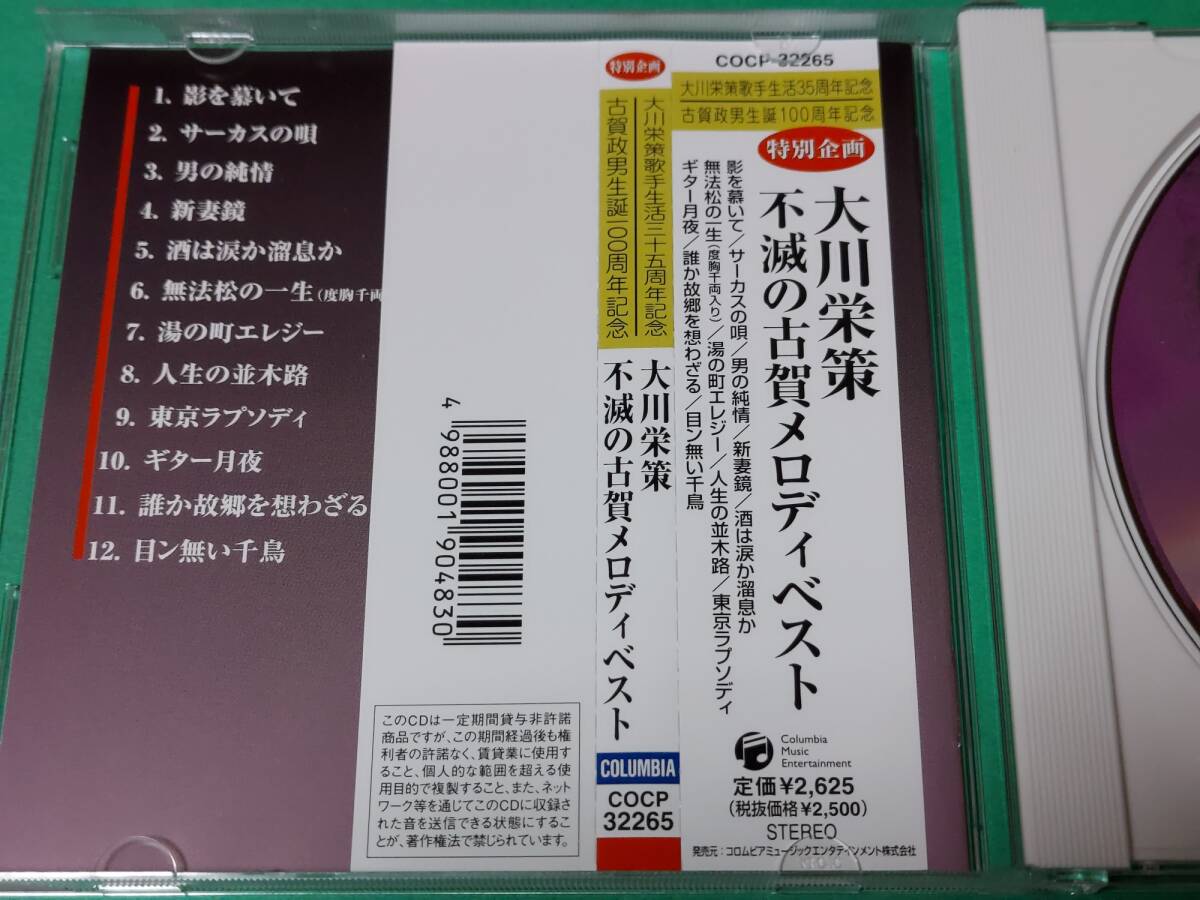 1. 影を慕いて
2. サーカスの唄
3. 男の純情
4. 新妻鏡
5. 酒は涙か溜息か
6. 無法松の一生(度胸千両
7. 湯の町エレジー
8. 人生の並木路
9. 東京ラプソディ
10. ギター月夜
11. 誰か故郷を想わざる
12. 目ン無い千鳥
4 988001 904830
このCDは一定期間貸与非許諾
商品ですが、この期間経過後も権
利者の許諾なく、賃貸業に使用す
ること、個人的な範囲を超える使
用目的で複製すること、また、ネット
ワーク等を通じてこのCDに収録され
た音を送信できる状態にすること
が、著作権法で禁じられています。
特別企画
大川栄策歌手生活三十五周年記念
古賀政男生誕一〇〇周年記念
大川栄策
不滅の古賀メロディベスト
COLUMBIA
COCP
32265
COCP-32265
大川栄策歌手生活35周年記念
古賀政男生誕100周年記念
特別企画
大川栄策
不滅の古賀メロディベスト
影を慕いて/サーカスの唄/男の純情/新妻鏡/酒は涙か溜息か
無法松の一生(度胸千両入り)/湯の町エレジー/人生の並木路/東京ラプソディ
ギター月夜/誰か故郷を想わざる/目ン無い千鳥
Columbia
Music
Entertainment
定価¥2,625
(税抜価格¥2,500)
STEREO
発売元:コロムビアミュージックエンタテインメント株式会社